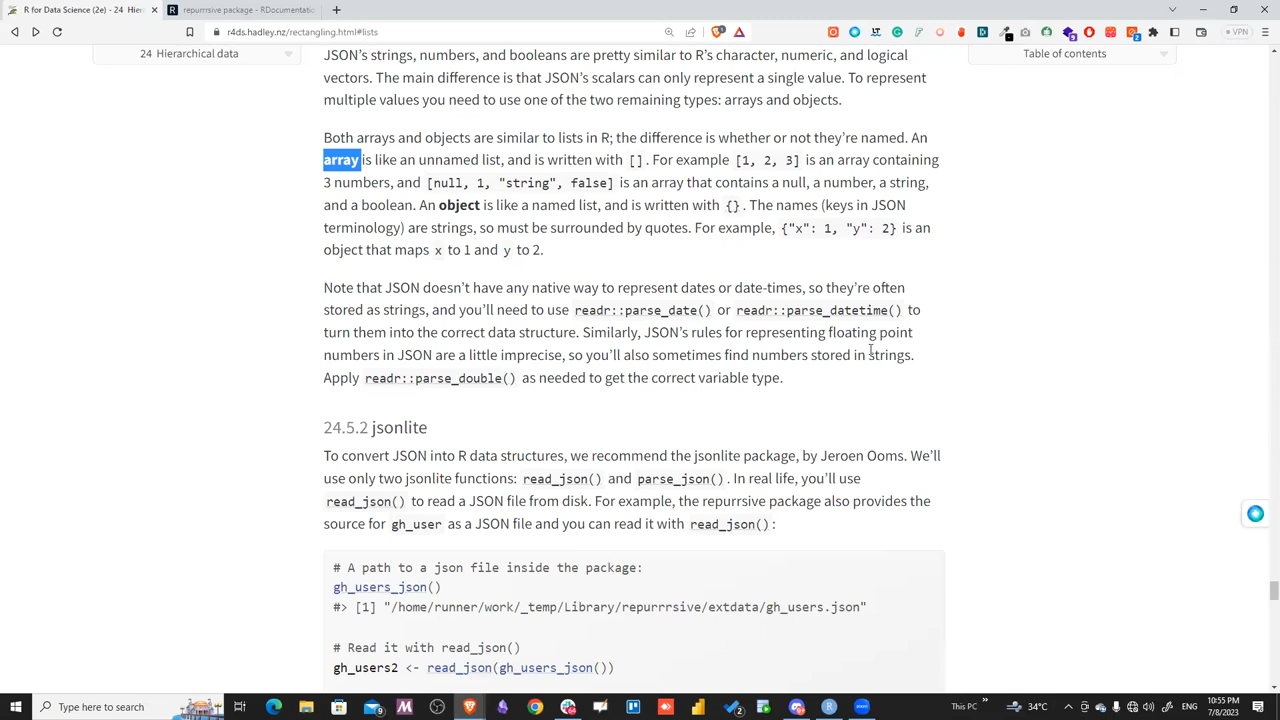 R for Data Science (2e) - 24 Hierar
repurrrsive package - RDocumentati
r4ds.hadley.nz/rectangling.html#lists
VPN
24 Hierarchical data
Table of contents
JSON’s strings, numbers, and booleans are pretty similar to R’s character, numeric, and logical
vectors. The main difference is that JSON’s scalars can only represent a single value. To represent
multiple values you need to use one of the two remaining types: arrays and objects.
Both arrays and objects are similar to lists in R; the difference is whether or not they’re named. An
array is like an unnamed list, and is written with []. For example [1, 2, 3] is an array containing
3 numbers, and [null, 1, "string", false] is an array that contains a null, a number, a string,
and a boolean. An object is like a named list, and is written with {}. The names (keys in JSON
terminology) are strings, so must be surrounded by quotes. For example, {"x": 1, "y": 2} is an
object that maps x to 1 and y to 2.
Note that JSON doesn’t have any native way to represent dates or date-times, so they’re often
stored as strings, and you’ll need to use readr::parse_date() or readr::parse_datetime() to
turn them into the correct data structure. Similarly, JSON’s rules for representing floating point
numbers in JSON are a little imprecise, so you’ll also sometimes find numbers stored in strings.
Apply readr::parse_double() as needed to get the correct variable type.
24.5.2 jsonlite
To convert JSON into R data structures, we recommend the jsonlite package, by Jeroen Ooms. We’ll
use only two jsonlite functions: read_json() and parse_json(). In real life, you’ll use
read_json() to read a JSON file from disk. For example, the repurrsive package also provides the
source for gh_user as a JSON file and you can read it with read_json():
# A path to a json file inside the package:
gh_users_json()
#> [1] "/home/runner/work/_temp/Library/repurrrsive/extdata/gh_users.json"
# Read it with read_json()
gh_users2 <- read_json(gh_users_json())
Type here to search
This PC
34°C
ENG
10:55 PM
7/8/2023